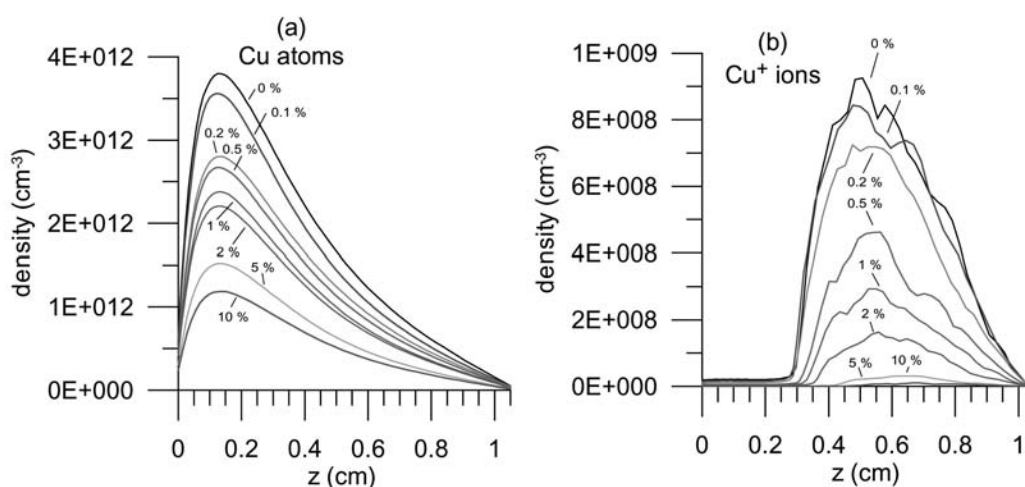 (a)
Cu atoms
4E+012
3E+012
2E+012
1E+012
0E+000
density (cm-3)
0 %
0.1 %
0.2 %
0.5 %
1 %
2 %
5 %
10 %
0 0.2 0.4 0.6 0.8 1
z (cm)
(b)
Cu+ ions
1E+009
8E+008
6E+008
4E+008
2E+008
0E+000
density (cm-3)
0 %
0.1 %
0.2 %
0.5 %
1 %
2 %
5 %
10 %
0 0.2 0.4 0.6 0.8 1
z (cm)